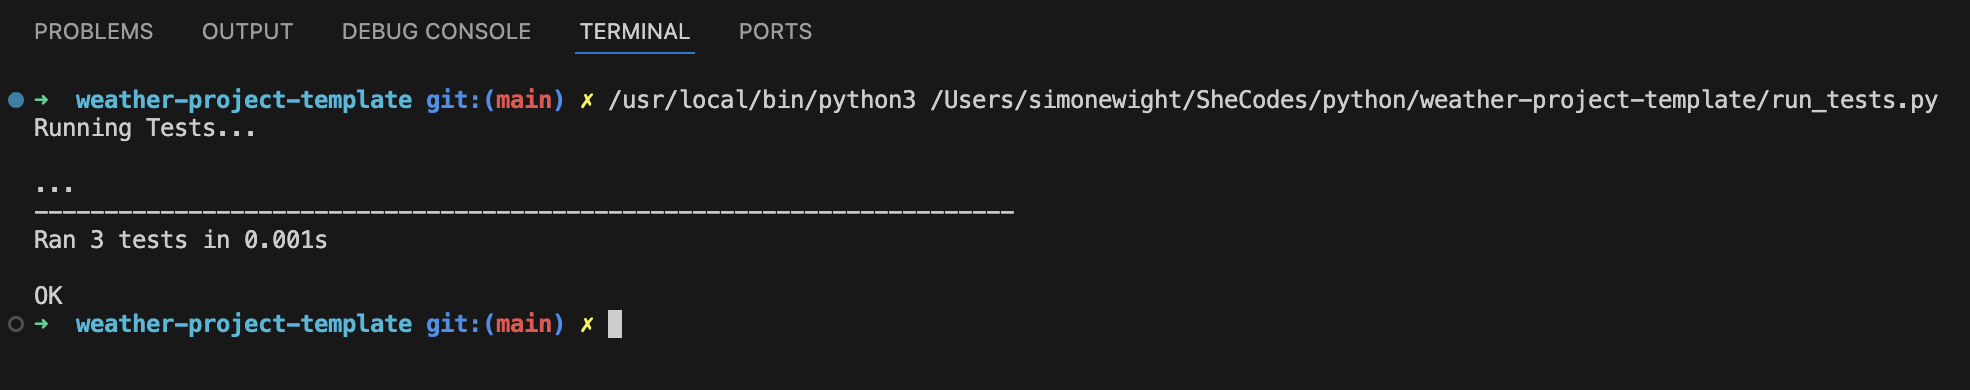 PROBLEMS OUTPUT DEBUG CONSOLE TERMINAL PORTS
➜ weather-project-template git:(main) ✗ /usr/local/bin/python3 /Users/simonewight/SheCodes/python/weather-project-template/run_tests.py
Running Tests...
...
----------------------------------------------------------------------
Ran 3 tests in 0.001s
OK
➜ weather-project-template git:(main) ✗